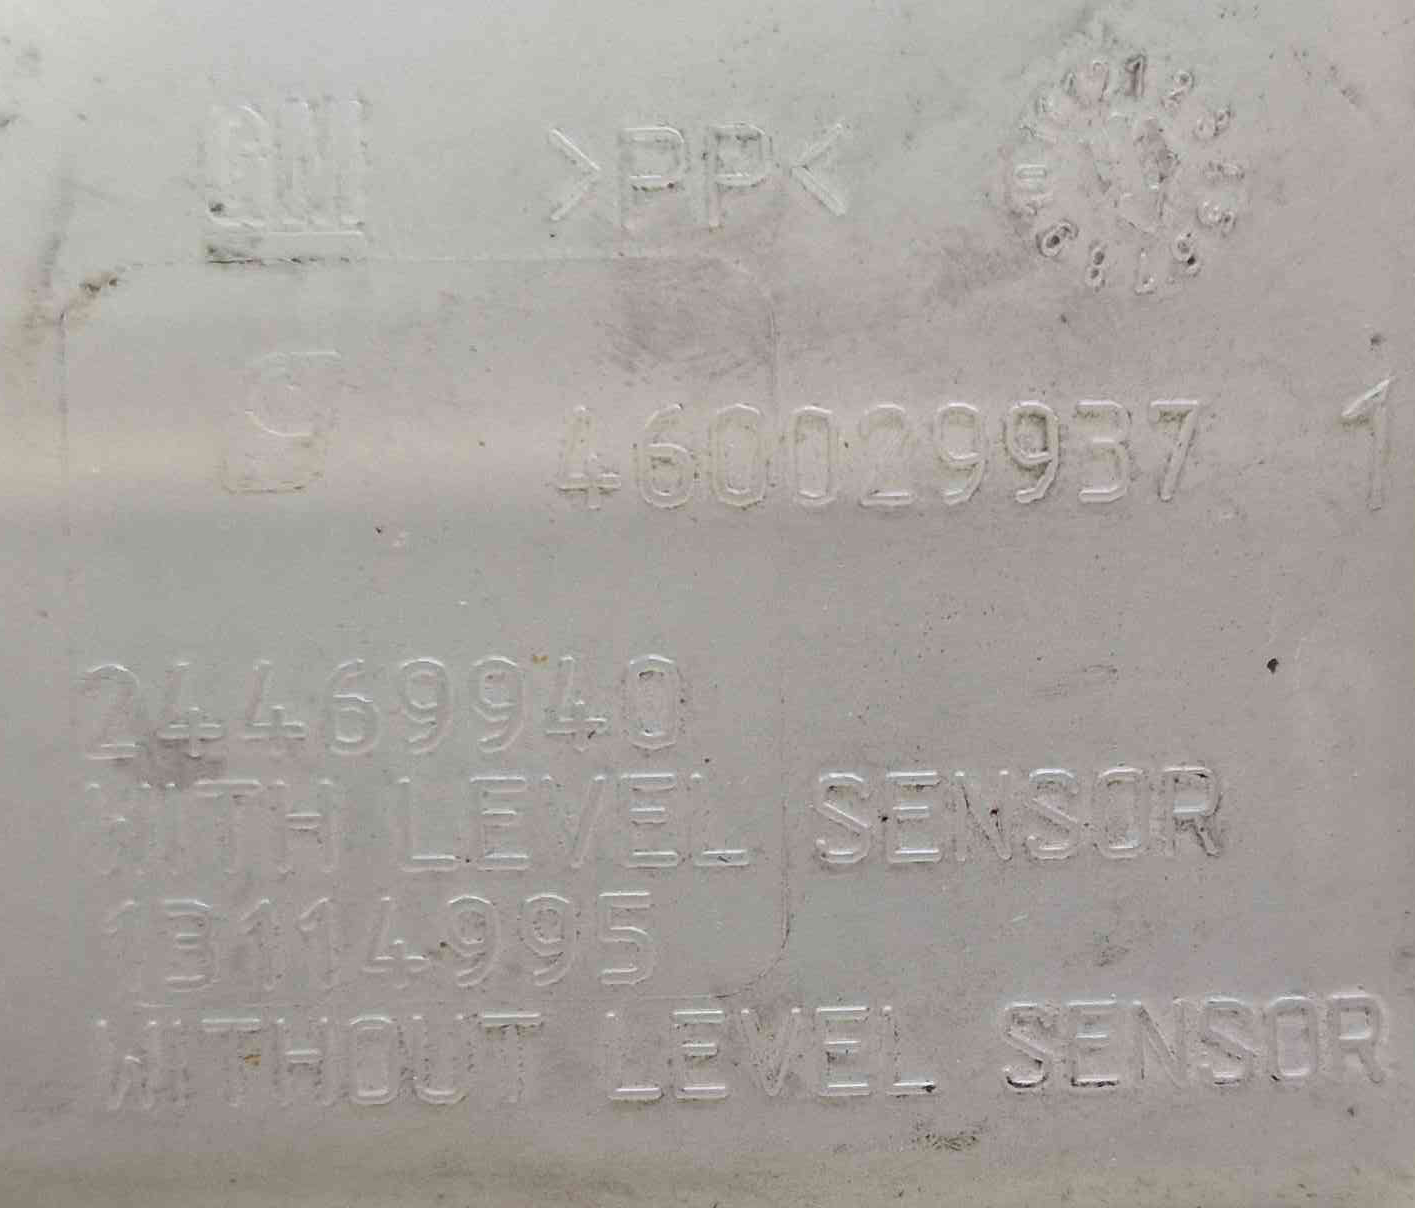 GM >PP<
460029937 1
24469940
WITH LEVEL SENSOR
13114995
WITHOUT LEVEL SENSOR